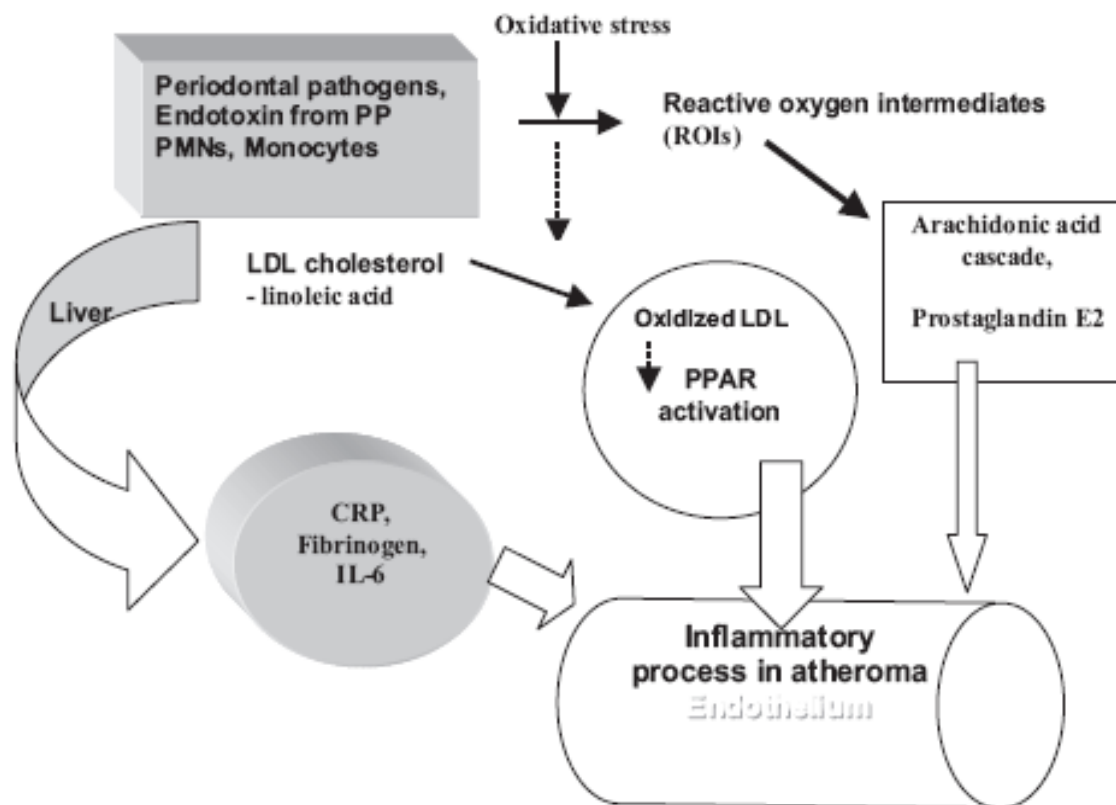 Oxidative stress
Periodontal pathogens,
Endotoxin from PP
PMNs, Monocytes
Reactive oxygen intermediates
(ROIs)
Arachidonic acid
cascade,
Prostaglandin E2
LDL cholesterol
- linoleic acid
Liver
Oxidized LDL
PPAR
activation
CRP,
Fibrinogen,
IL-6
Inflammatory
process in atheroma
Endothelium